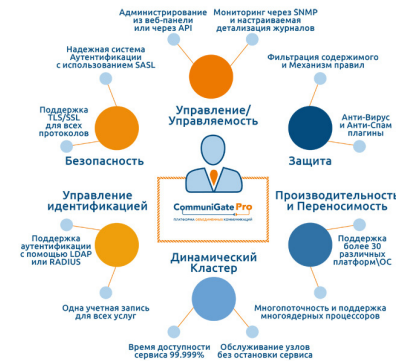 Администрирование
из веб-панели
или через API
Мониторинг через SNMP
и настраиваемая
детализация журналов
Надежная система
Аутентификации
с использованием SASL
Фильтрация содержимого
и Механизм правил
Поддержка
TLS/SSL
для всех
протоколов
Управление/
Управляемость
Анти-Вирус
и Анти-Спам
плагины
Безопасность
Защита
Управление
идентификацией
CommuniGate Pro
ПЛАТФОРМА ОБЪЕДИНЕННЫХ КОММУНИКАЦИЙ
Производительность
и Переносимость
Поддержка
аутентификации
с помощью LDAP
или RADIUS
Динамический
Кластер
Поддержка
более 30
различных
платформ\ОС
Одна учетная запись
для всех услуг
Многопоточность и поддержка
многоядерных процессоров
Время доступности
сервиса 99.999%
Обслуживание узлов
без остановки сервиса